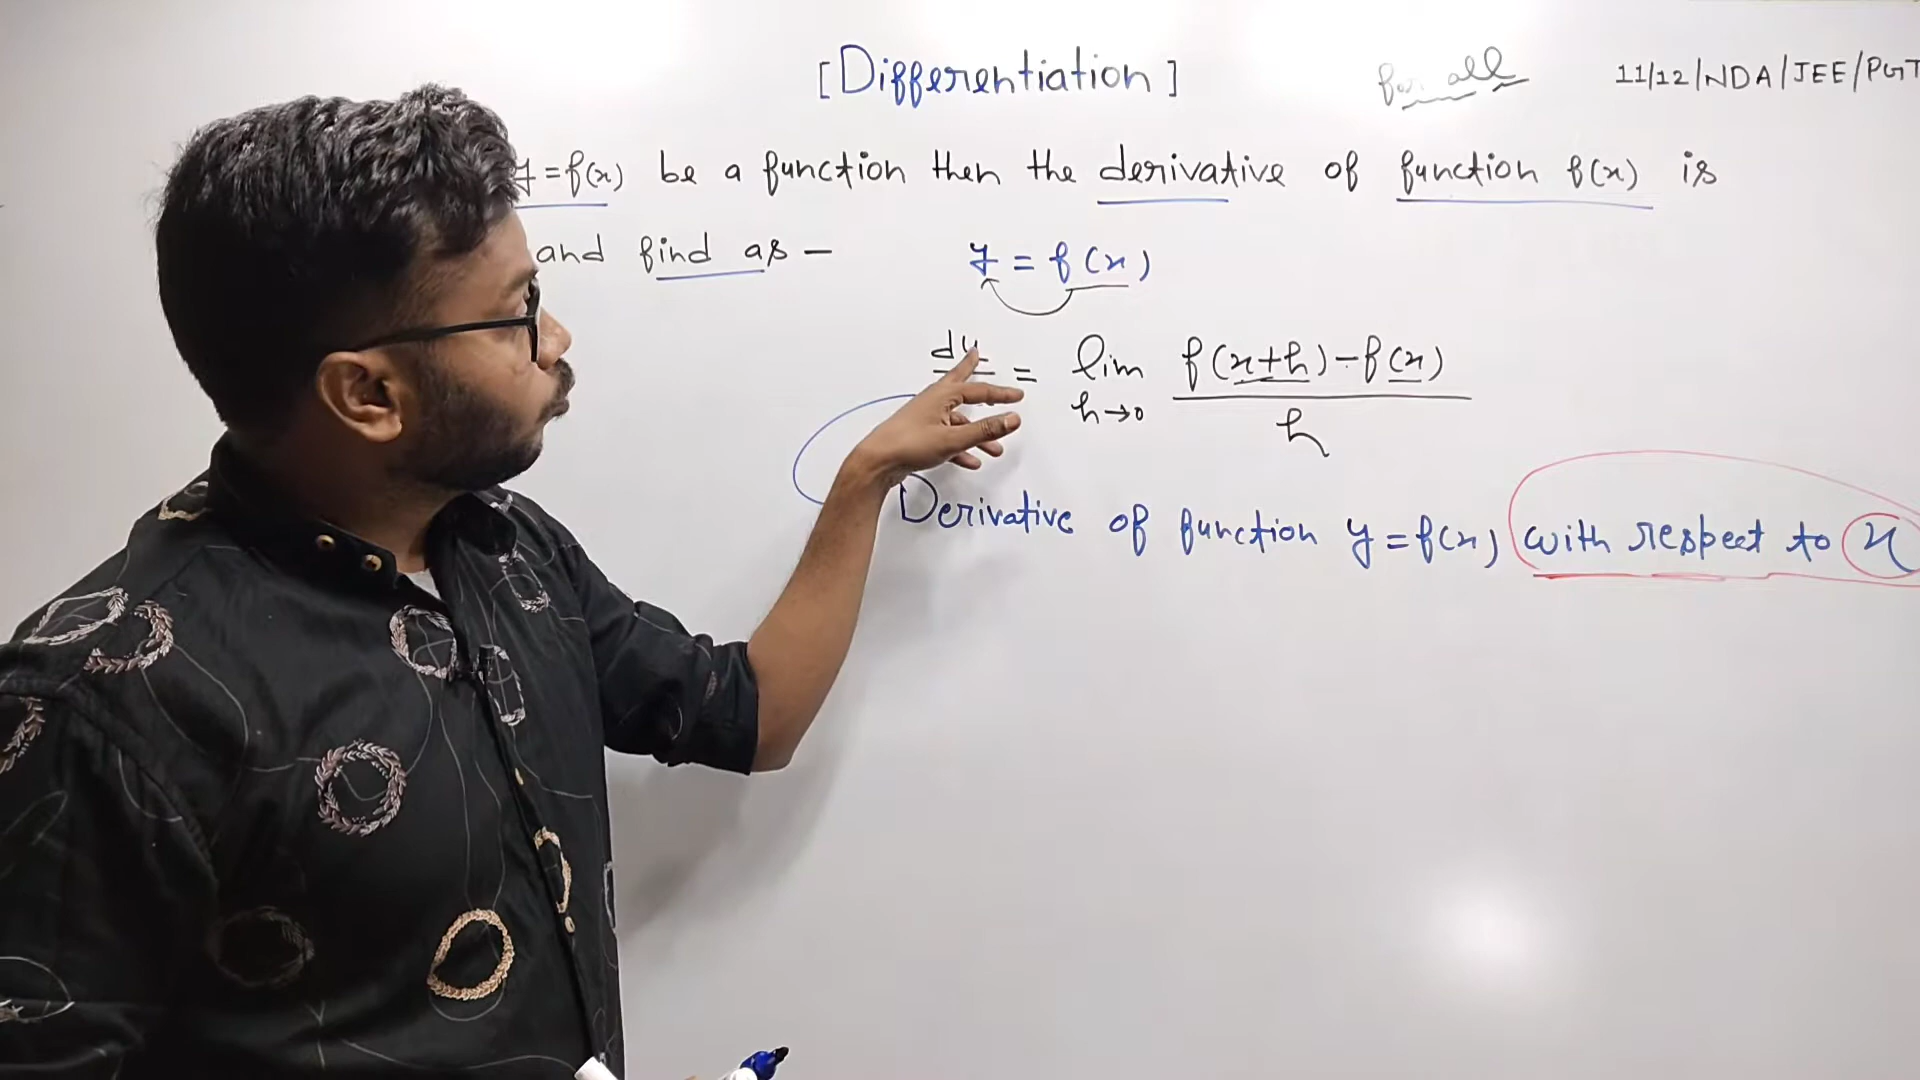 [Differentiation]
for all
11/12/NDA/JEE/PGT
y = f(x) be a function then the derivative of function f(x) is
and find as –
y = f(x)
dy = lim f(x+h) - f(x)
h→0 h
Derivative of function y = f(x) with respect to x